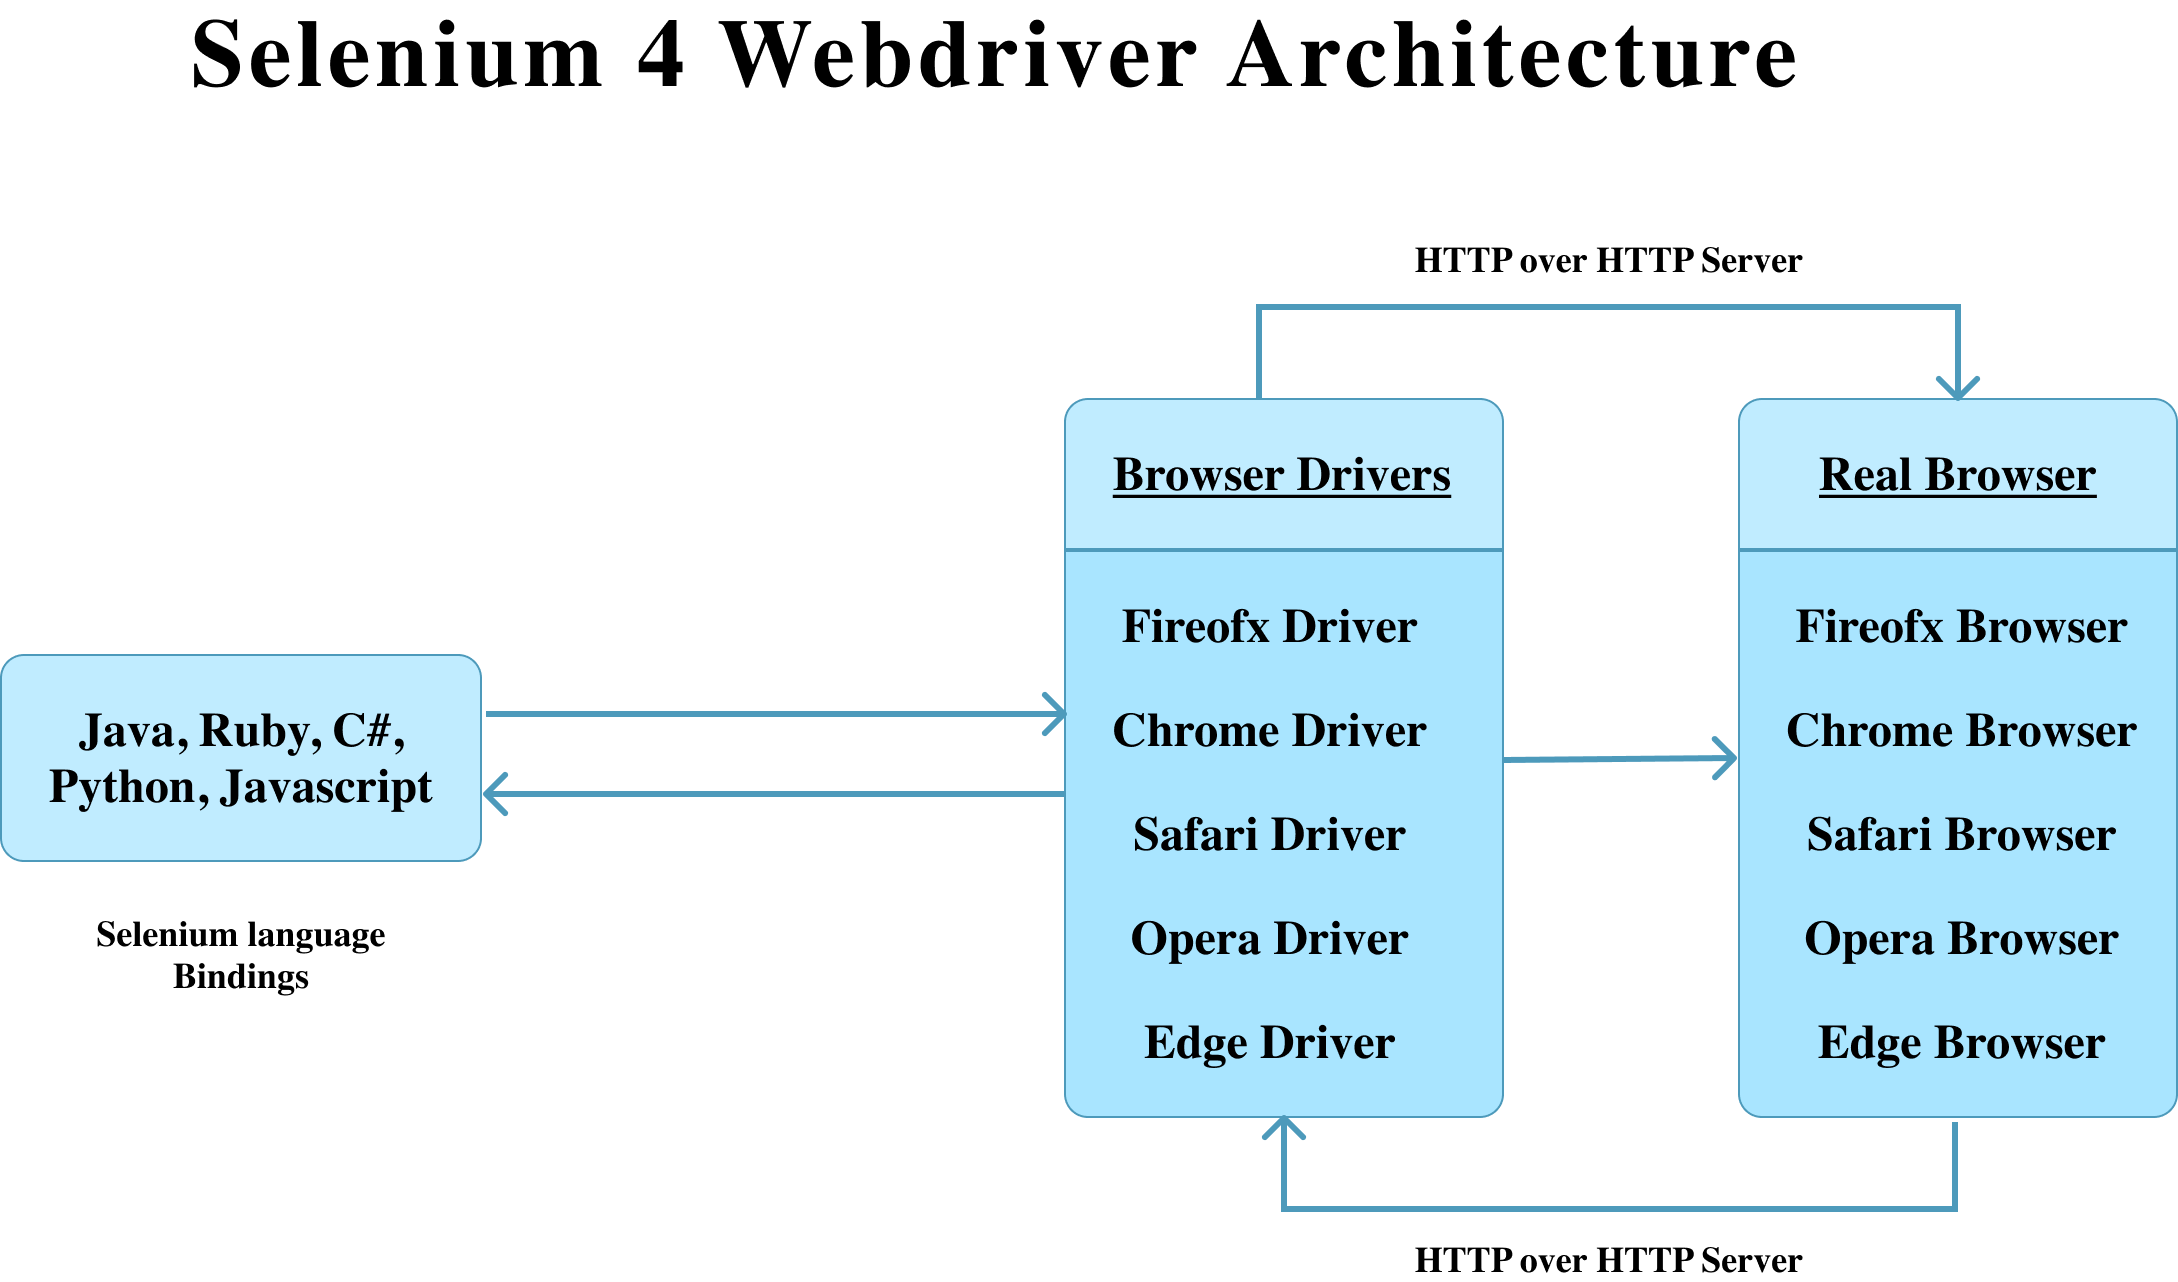 Selenium 4 Webdriver Architecture
HTTP over HTTP Server
Browser Drivers
Fireofx Driver
Chrome Driver
Safari Driver
Opera Driver
Edge Driver
Real Browser
Fireofx Browser
Chrome Browser
Safari Browser
Opera Browser
Edge Browser
Java, Ruby, C#,
Python, Javascript
Selenium language
Bindings
HTTP over HTTP Server